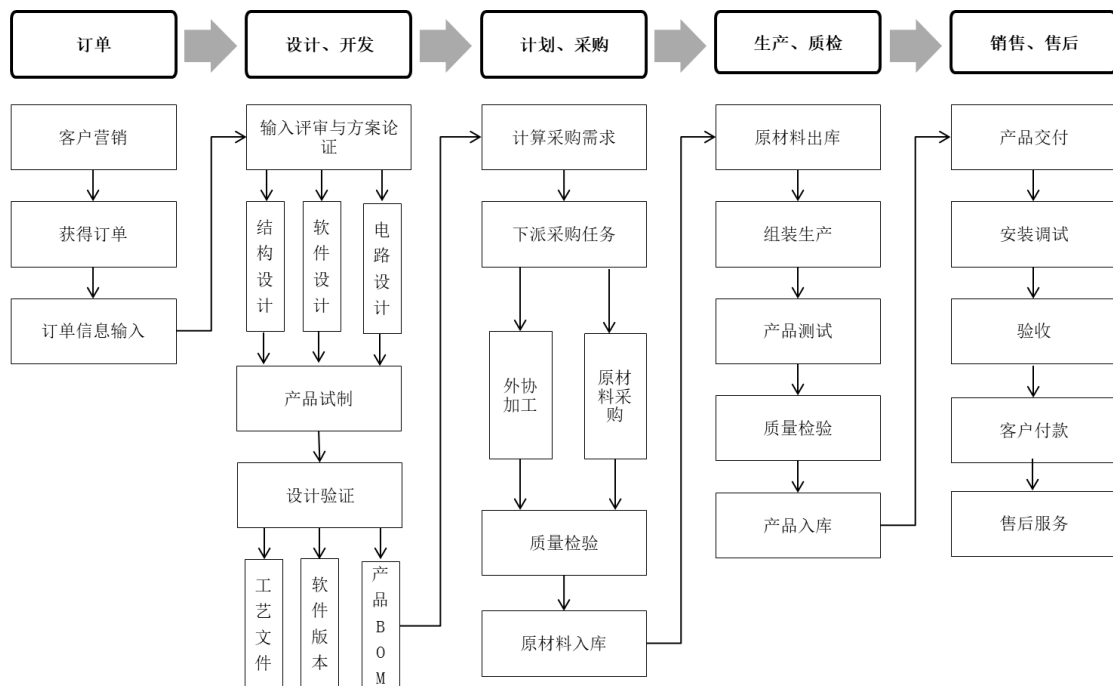 订单
设计、开发
计划、采购
生产、质检
销售、售后
客户营销
获得订单
订单信息输入
输入评审与方案论
证
结构设计
软件设计
电路设计
产品试制
设计验证
工艺文件
软件版本
产品BOM
计算采购需求
下派采购任务
外协
加工
原材
料采
购
质量检验
原材料入库
原材料出库
组装生产
产品测试
质量检验
产品入库
产品交付
安装调试
验收
客户付款
售后服务